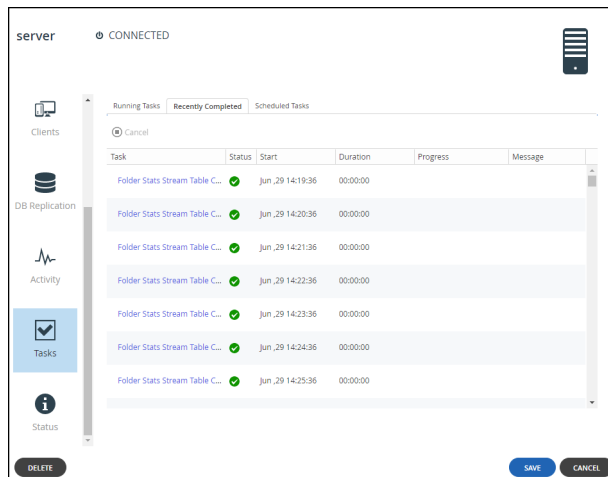 server
CONNECTED
Clients
DB Replication
Activity
Tasks
Status
Running Tasks Recently Completed Scheduled Tasks
Cancel
Task Status Start Duration Progress Message
Folder Stats Stream Table C... Jun ,29 14:19:36 00:00:00
Folder Stats Stream Table C... Jun ,29 14:20:36 00:00:00
Folder Stats Stream Table C... Jun ,29 14:21:36 00:00:00
Folder Stats Stream Table C... Jun ,29 14:22:36 00:00:00
Folder Stats Stream Table C... Jun ,29 14:23:36 00:00:00
Folder Stats Stream Table C... Jun ,29 14:24:36 00:00:00
Folder Stats Stream Table C... Jun ,29 14:25:36 00:00:00
DELETE SAVE CANCEL